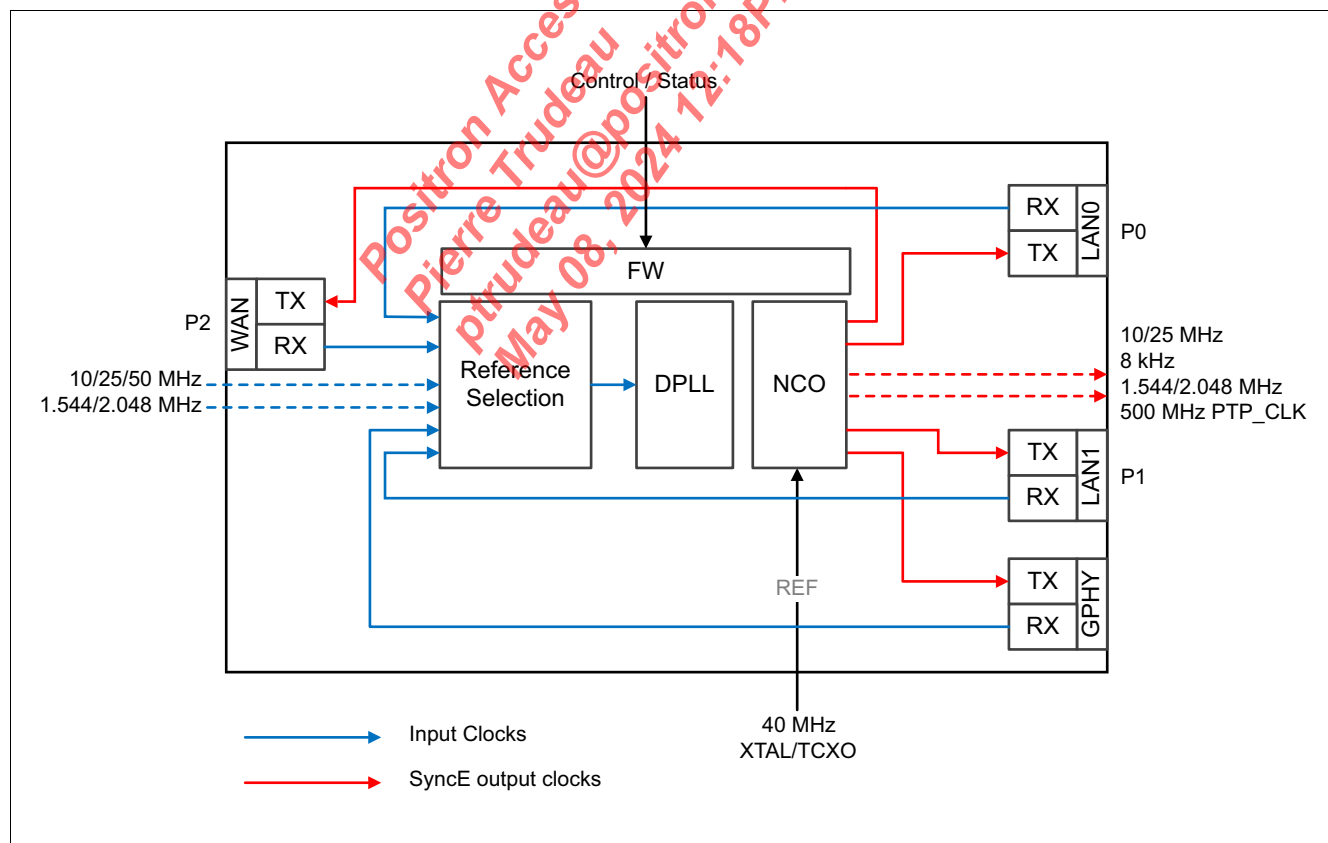 Positron Acces
Pierre Trudeau
ptrudeau@positron
May 08, 2024 12:18P
Control / Status
RX
TX
LAN0
P0
FW
P2
WAN
TX
RX
10/25/50 MHz
1.544/2.048 MHz
Reference
Selection
DPLL
NCO
10/25 MHz
8 kHz
1.544/2.048 MHz
500 MHz PTP_CLK
TX
RX
LAN1
P1
REF
TX
RX
GPHY
40 MHz
XTAL/TCXO
Input Clocks
SyncE output clocks